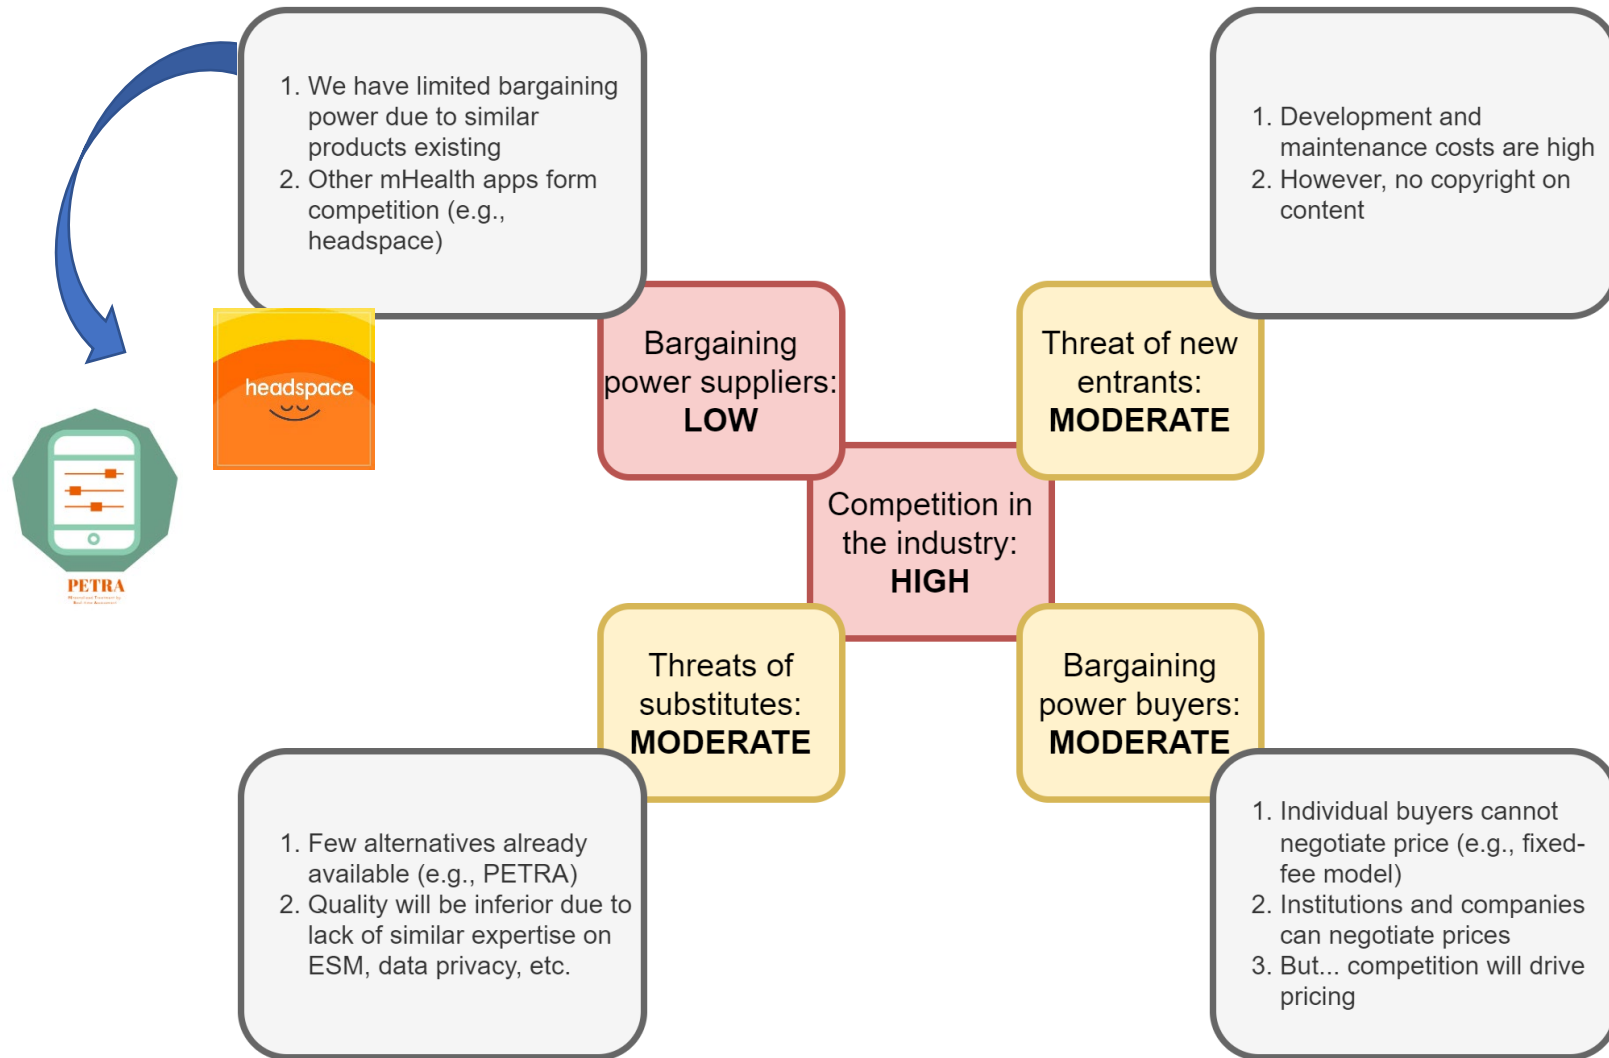 1. We have limited bargaining
power due to similar
products existing
2. Other mHealth apps form
competition (e.g.,
headspace)
1. Development and
maintenance costs are high
2. However, no copyright on
content
headspace
PETRA
Bargaining
power suppliers:
LOW
Threat of new
entrants:
MODERATE
Competition in
the industry:
HIGH
Threats of
substitutes:
MODERATE
Bargaining
power buyers:
MODERATE
1. Few alternatives already
available (e.g., PETRA)
2. Quality will be inferior due to
lack of similar expertise on
ESM, data privacy, etc.
1. Individual buyers cannot
negotiate price (e.g., fixed-
fee model)
2. Institutions and companies
can negotiate prices
3. But... competition will drive
pricing